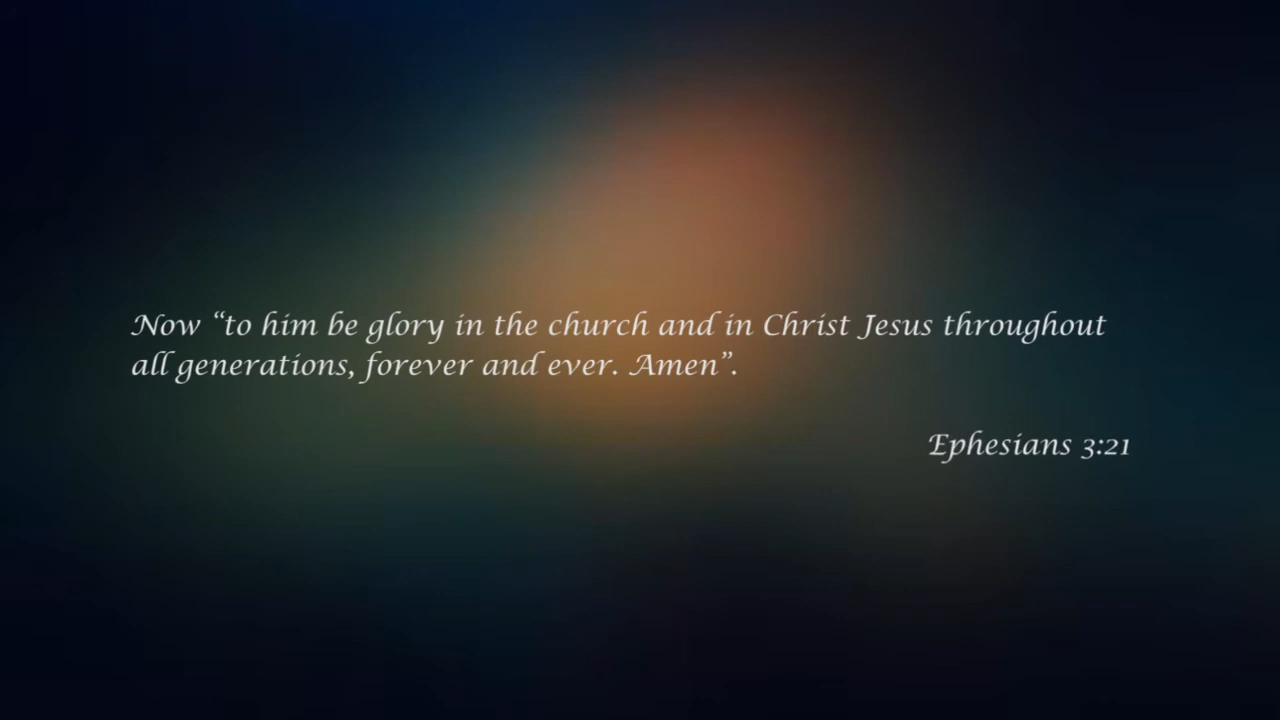 Now “to him be glory in the church and in Christ Jesus throughout
all generations, forever and ever. Amen”.
Ephesians 3:21